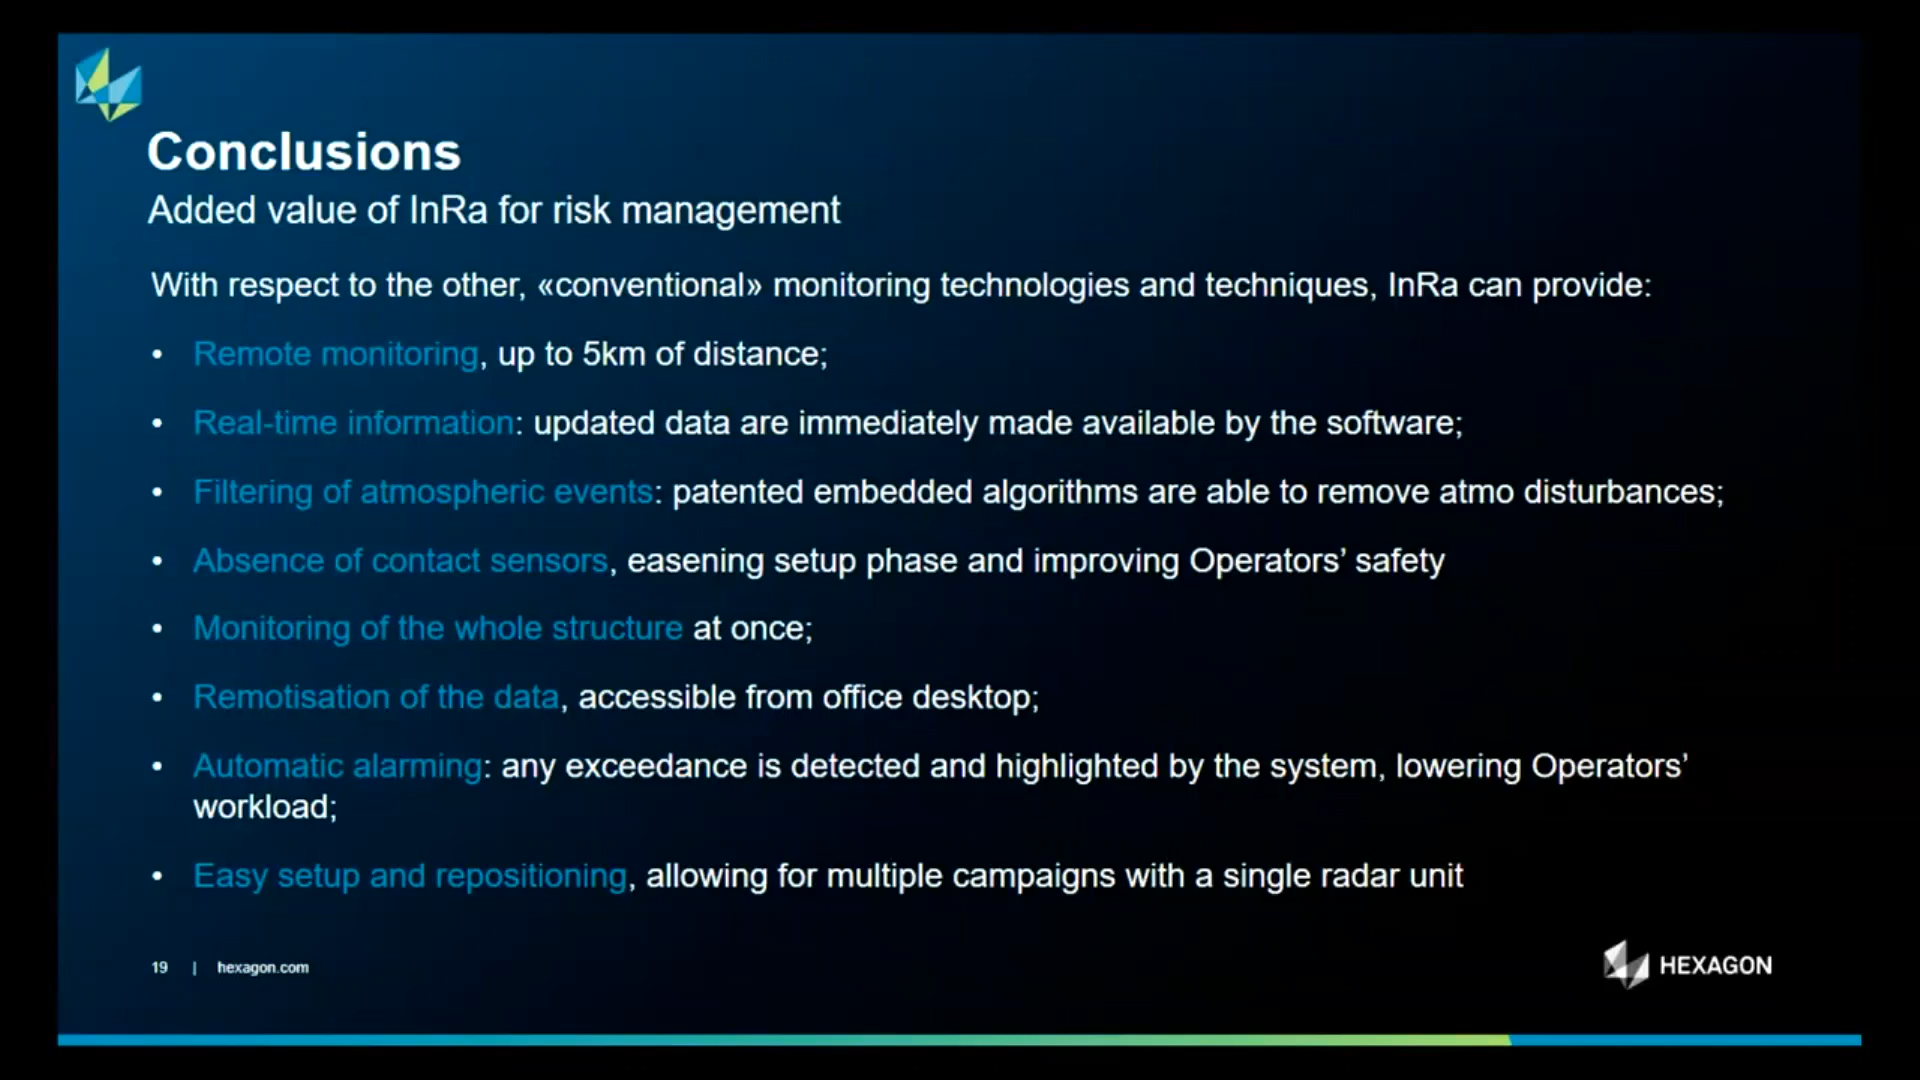 Conclusions
Added value of InRa for risk management
With respect to the other, «conventional» monitoring technologies and techniques, InRa can provide:
• Remote monitoring, up to 5km of distance;
• Real-time information: updated data are immediately made available by the software;
• Filtering of atmospheric events: patented embedded algorithms are able to remove atmo disturbances;
• Absence of contact sensors, easening setup phase and improving Operators’ safety
• Monitoring of the whole structure at once;
• Remotisation of the data, accessible from office desktop;
• Automatic alarming: any exceedance is detected and highlighted by the system, lowering Operators’
workload;
• Easy setup and repositioning, allowing for multiple campaigns with a single radar unit
19 | hexagon.com
HEXAGON